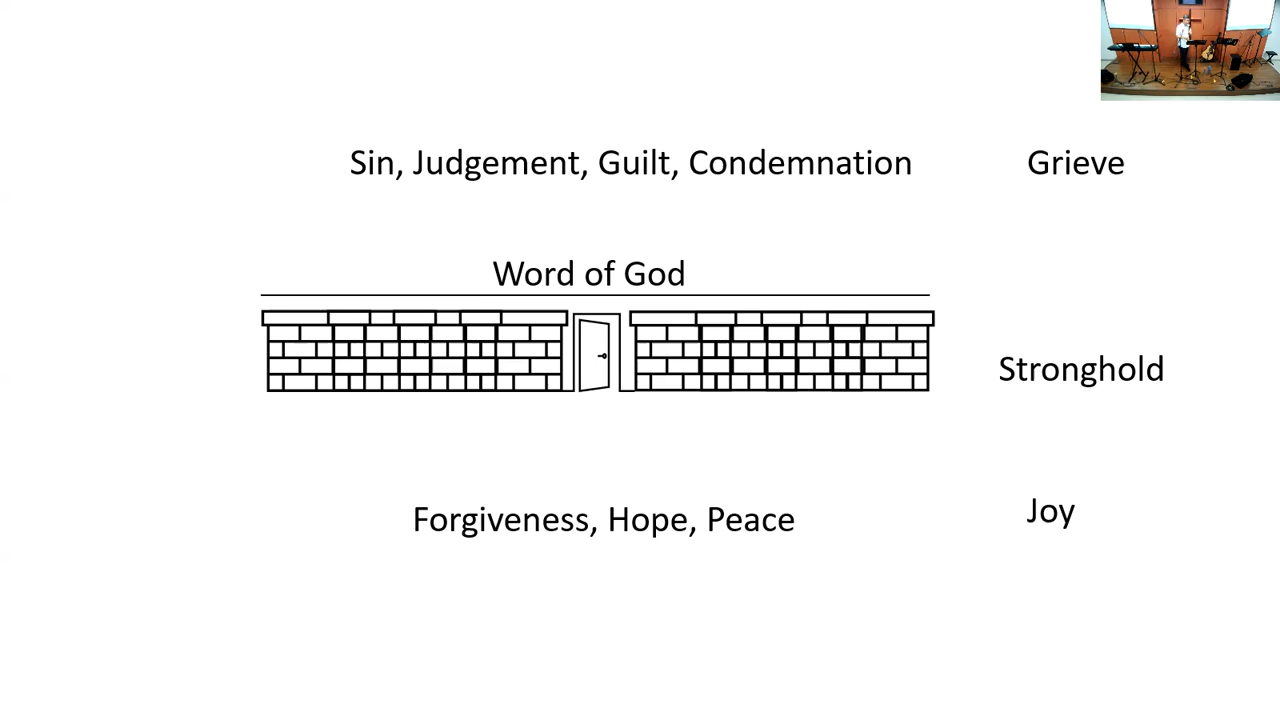 Sin, Judgement, Guilt, Condemnation Grieve
Word of God
Stronghold
Forgiveness, Hope, Peace Joy